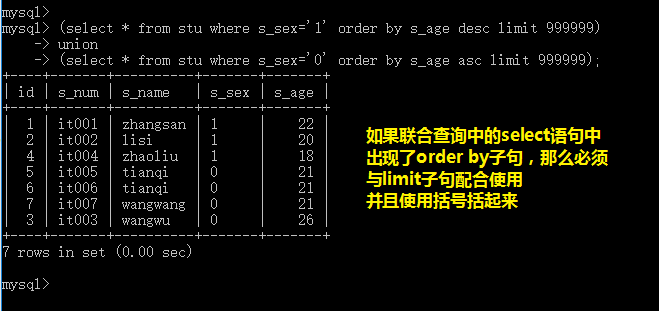 mysql>
mysql> (select * from stu where s_sex='1' order by s_age desc limit 999999)
    -> union
    -> (select * from stu where s_sex='0' order by s_age asc limit 999999);
+----+-------+----------+-------+-------+
| id | s_num | s_name   | s_sex | s_age |
+----+-------+----------+-------+-------+
|  1 | it001 | zhangsan | 1     |    22 |
|  2 | it002 | lisi     | 1     |    20 |
|  4 | it004 | zhaoliu  | 1     |    18 |
|  5 | it005 | tianqi   | 0     |    21 |
|  6 | it006 | tianqi   | 0     |    21 |
|  7 | it007 | wangwang | 0     |    21 |
|  3 | it003 | wangwu   | 0     |    26 |
+----+-------+----------+-------+-------+
7 rows in set (0.00 sec)
mysql>
如果联合查询中的select语句中
出现了order by子句，那么必须
与limit子句配合使用
并且使用括号括起来